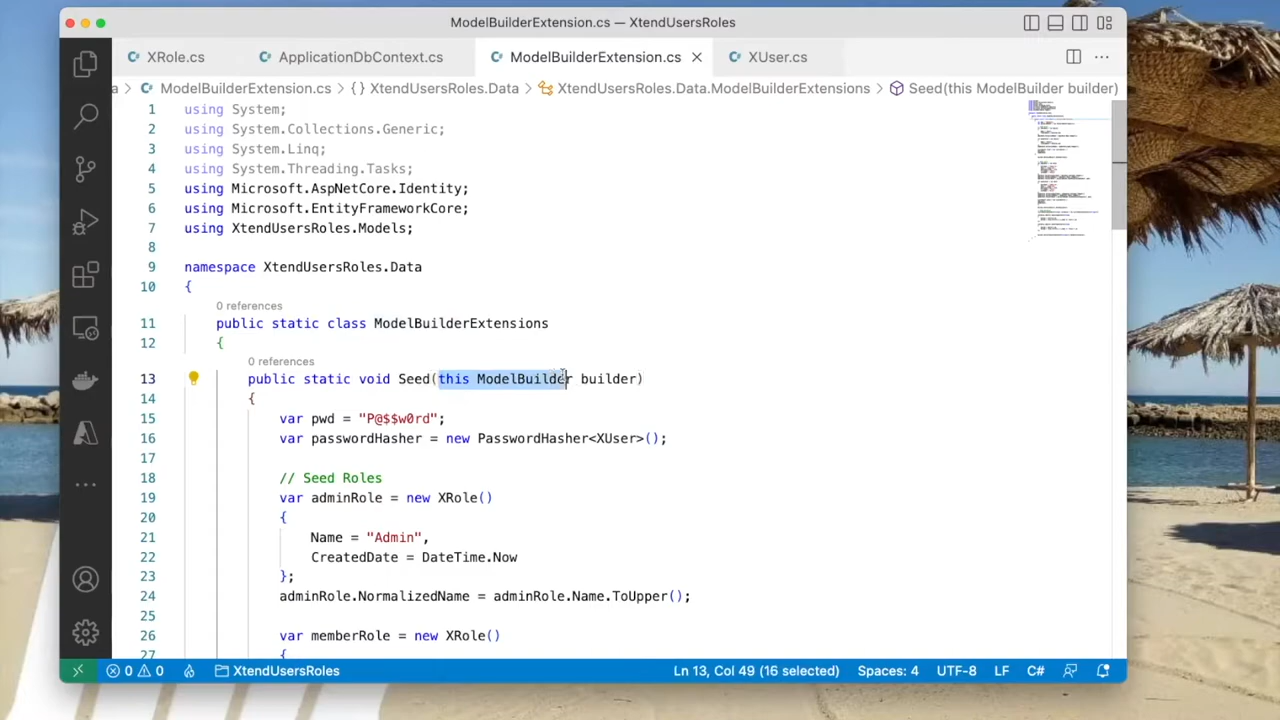 ModelBuilderExtension.cs — XtendUsersRoles
XRole.cs
ApplicationDbContext.cs
ModelBuilderExtension.cs
XUser.cs
a > ModelBuilderExtension.cs > { } XtendUsersRoles.Data > XtendUsersRoles.Data.ModelBuilderExtensions > Seed(this ModelBuilder builder)
1 using System;
2 using System.Collections.Generic;
3 using System.Linq;
4 using System.Threading.Tasks;
5 using Microsoft.AspNetCore.Identity;
6 using Microsoft.EntityFrameworkCore;
7 using XtendUsersRoles.Models;
8
9 namespace XtendUsersRoles.Data
10 {
0 references
11 public static class ModelBuilderExtensions
12 {
0 references
13 public static void Seed(this ModelBuilder builder)
14 {
15 var pwd = "P@$$w0rd";
16 var passwordHasher = new PasswordHasher<XUser>();
17
18 // Seed Roles
19 var adminRole = new XRole()
20 {
21 Name = "Admin",
22 CreatedDate = DateTime.Now
23 };
24 adminRole.NormalizedName = adminRole.Name.ToUpper();
25
26 var memberRole = new XRole()
27 {
0 0 XtendUsersRoles Ln 13, Col 49 (16 selected) Spaces: 4 UTF-8 LF C#